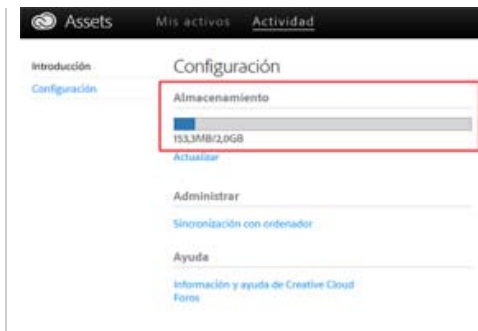 Assets Mis activos Actividad
Introducción
Configuración
Configuración
Almacenamiento
153,3MB/2,0GB
Actualizar
Administrar
Sincronización con ordenador
Ayuda
Información y ayuda de Creative Cloud
Foros